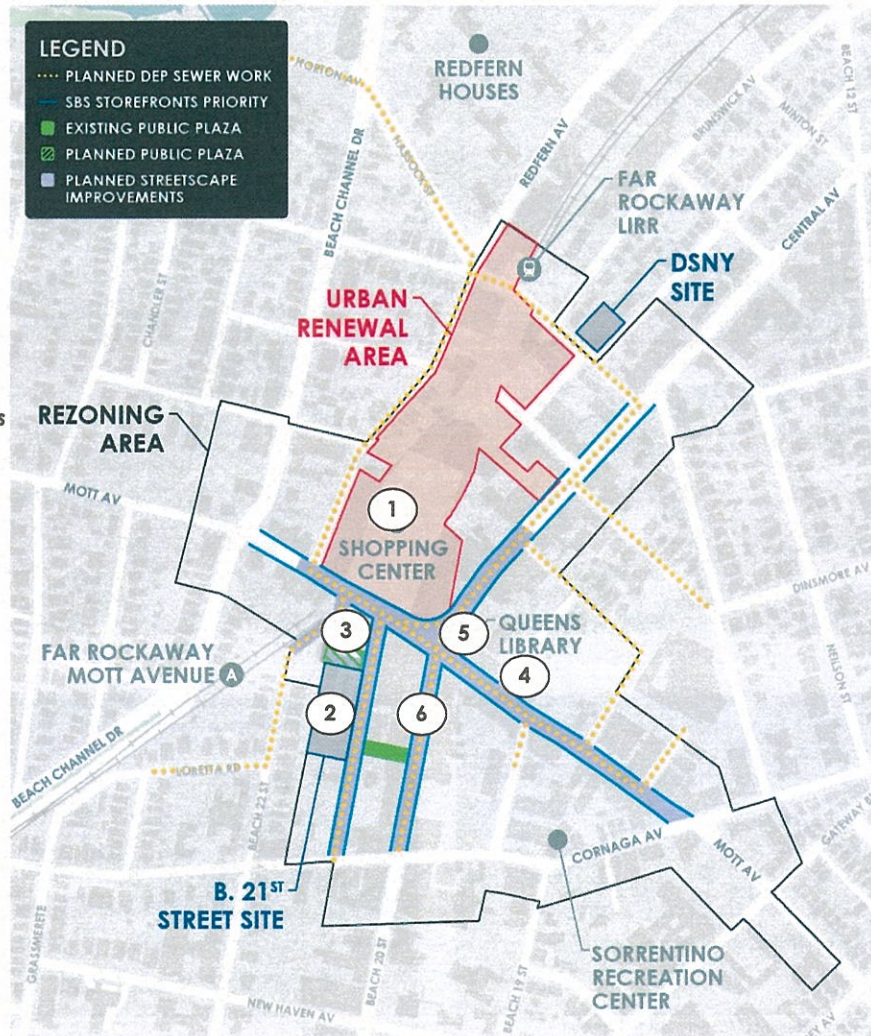 LEGEND
PLANNED DEP SEWER WORK
SBS STOREFRONTS PRIORITY
EXISTING PUBLIC PLAZA
PLANNED PUBLIC PLAZA
PLANNED STREETSCAPE
IMPROVEMENTS
HORTON AV
REDFERN
HOUSES
BEACH 12 ST
BRUNSWICK AV
MINTON ST
BEACH CHANNEL DR
REDFERN AV
FAR
ROCKAWAY
LIRR
CENTRAL AV
DSNY
SITE
CHANDLER ST
URBAN
RENEWAL
AREA
REZONING
AREA
MOTT AV
1
SHOPPING
CENTER
DINSMORE AV
3
5
QUEENS
LIBRARY
FAR ROCKAWAY
MOTT AVENUE
A
4
NEILSON ST
2
6
BEACH CHANNEL DR
LORETTA RD
BEACH 22 ST
CORNAGA AV
MOTT AV
B. 21ST
STREET SITE
BEACH 20 ST
BEACH 19 ST
SORRENTINO
RECREATION
CENTER
NEW HAVEN AV
AV